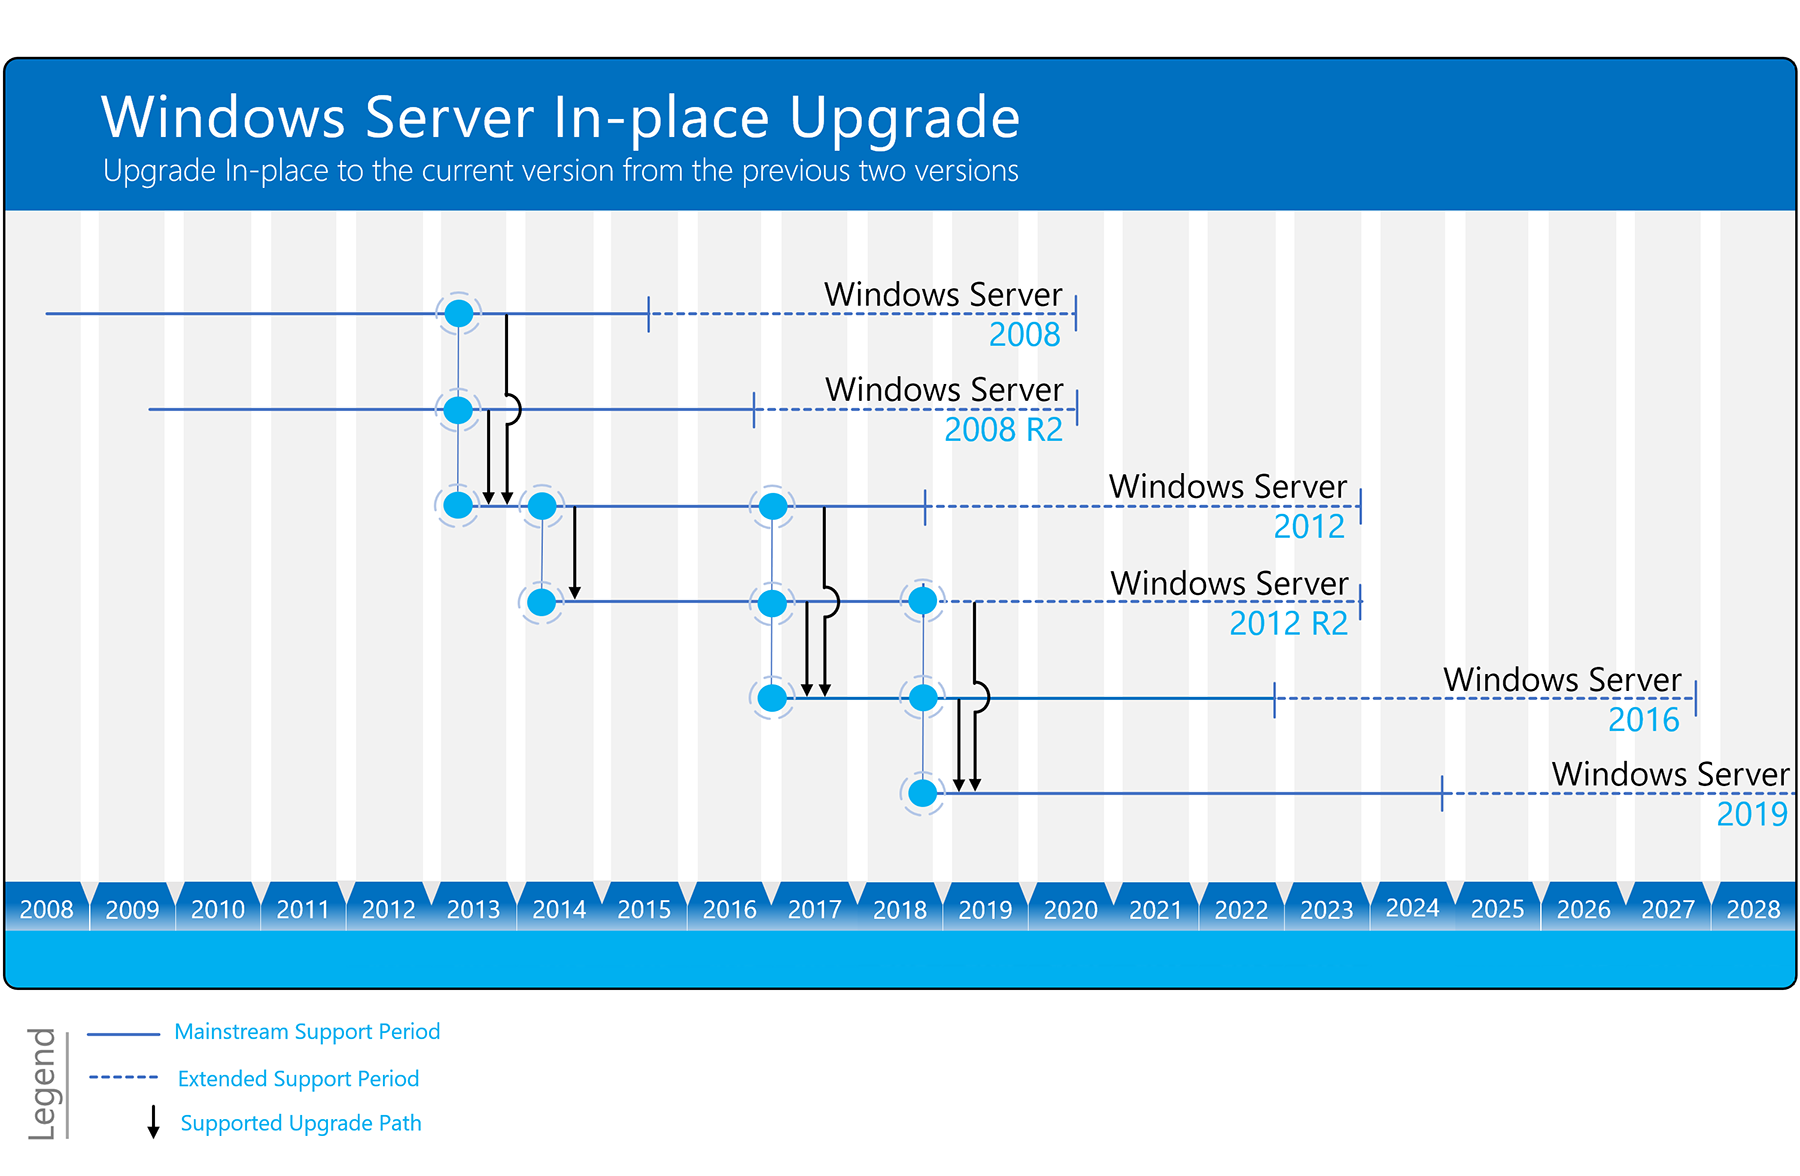 Windows Server In-place Upgrade
Upgrade In-place to the current version from the previous two versions
Windows Server
2008
Windows Server
2008 R2
Windows Server
2012
Windows Server
2012 R2
Windows Server
2016
Windows Server
2019
2008 2009 2010 2011 2012 2013 2014 2015 2016 2017 2018 2019 2020 2021 2022 2023 2024 2025 2026 2027 2028
Legend
Mainstream Support Period
Extended Support Period
Supported Upgrade Path